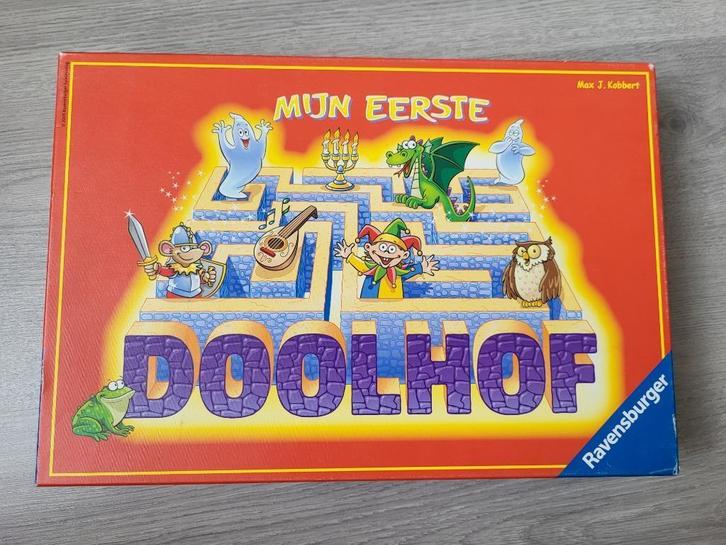 Max J. Kobbert
MIJN EERSTE
DOOLHOF
Ravensburger